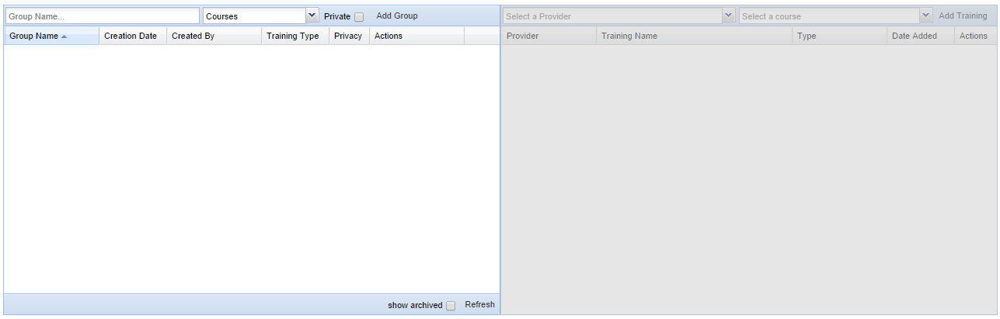 Group Name... Courses Private Add Group Select a Provider Select a course Add Training
Group Name Creation Date Created By Training Type Privacy Actions Provider Training Name Type Date Added Actions
show archived Refresh